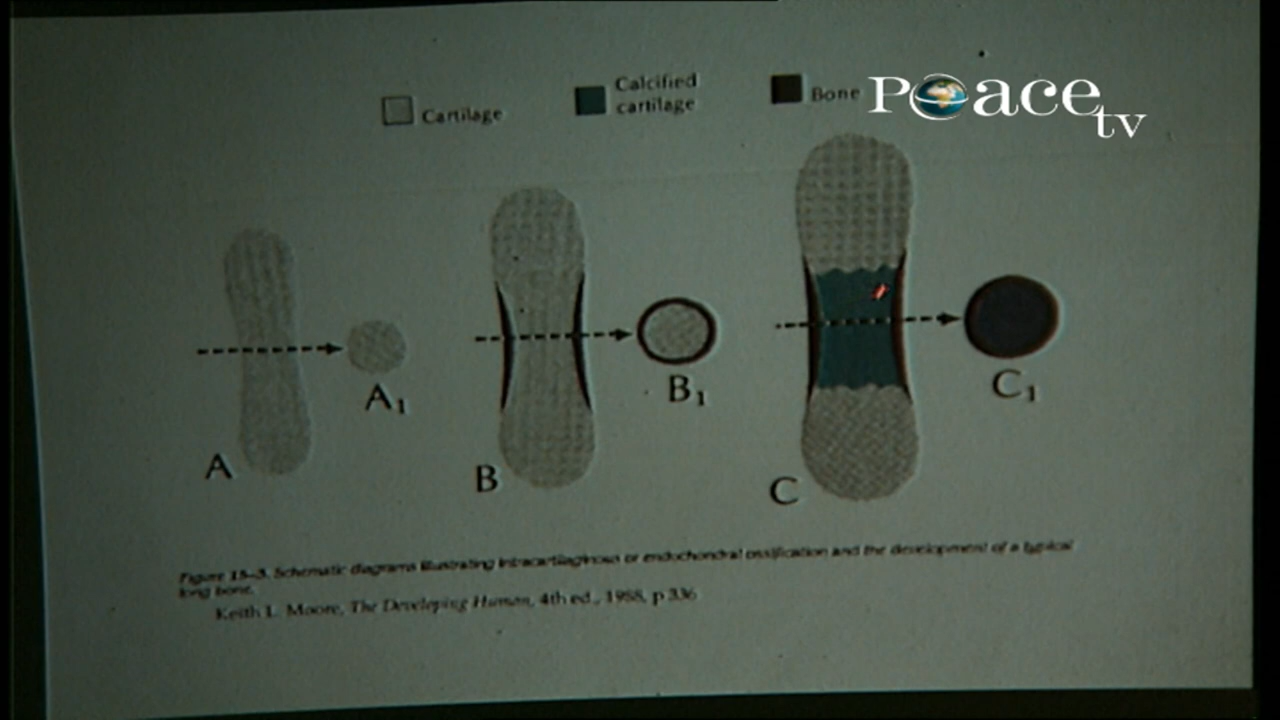 Cartilage
Calcified
cartilage
Bone
Peace
tv
A1
B1
C1
A
B
C
Figure 15–3. Schematic diagrams illustrating intracartilaginous or endochondral ossification and the development of a typical
long bone.
Keith L. Moore, The Developing Human, 4th ed., 1988, p 336